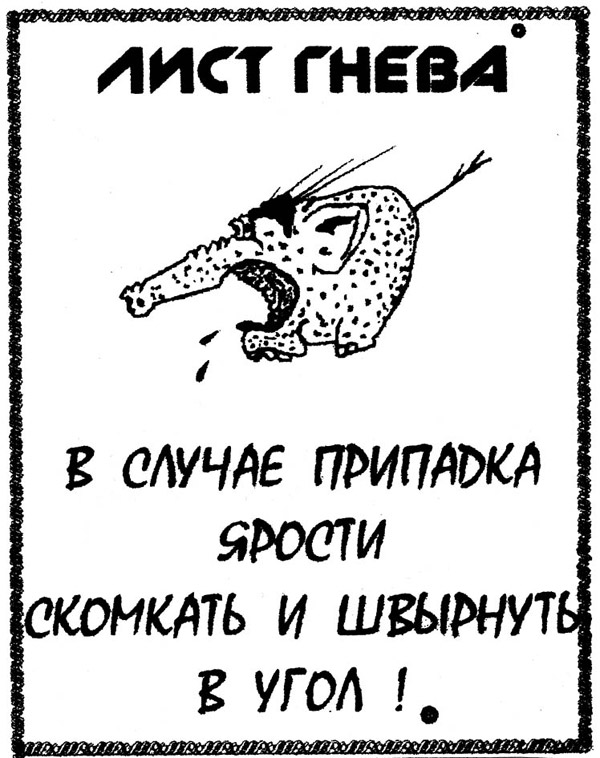 ЛИСТ ГНЕВА
В СЛУЧАЕ ПРИПАДКА
ЯРОСТИ
СКОМКАТЬ И ШВЫРНУТЬ
В УГОЛ !